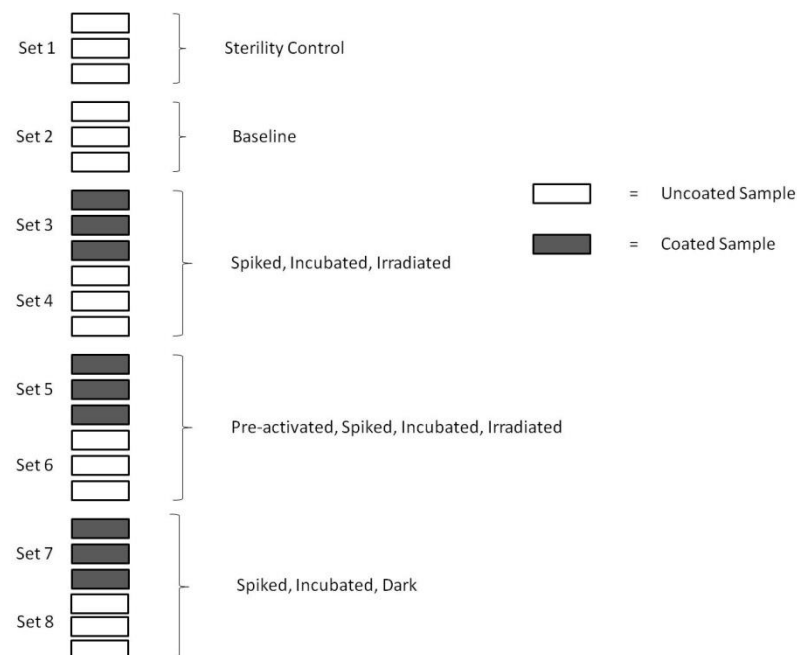 Set 1
Sterility Control
Set 2
Baseline
= Uncoated Sample
Set 3
= Coated Sample
Spiked, Incubated, Irradiated
Set 4
Set 5
Pre-activated, Spiked, Incubated, Irradiated
Set 6
Set 7
Spiked, Incubated, Dark
Set 8